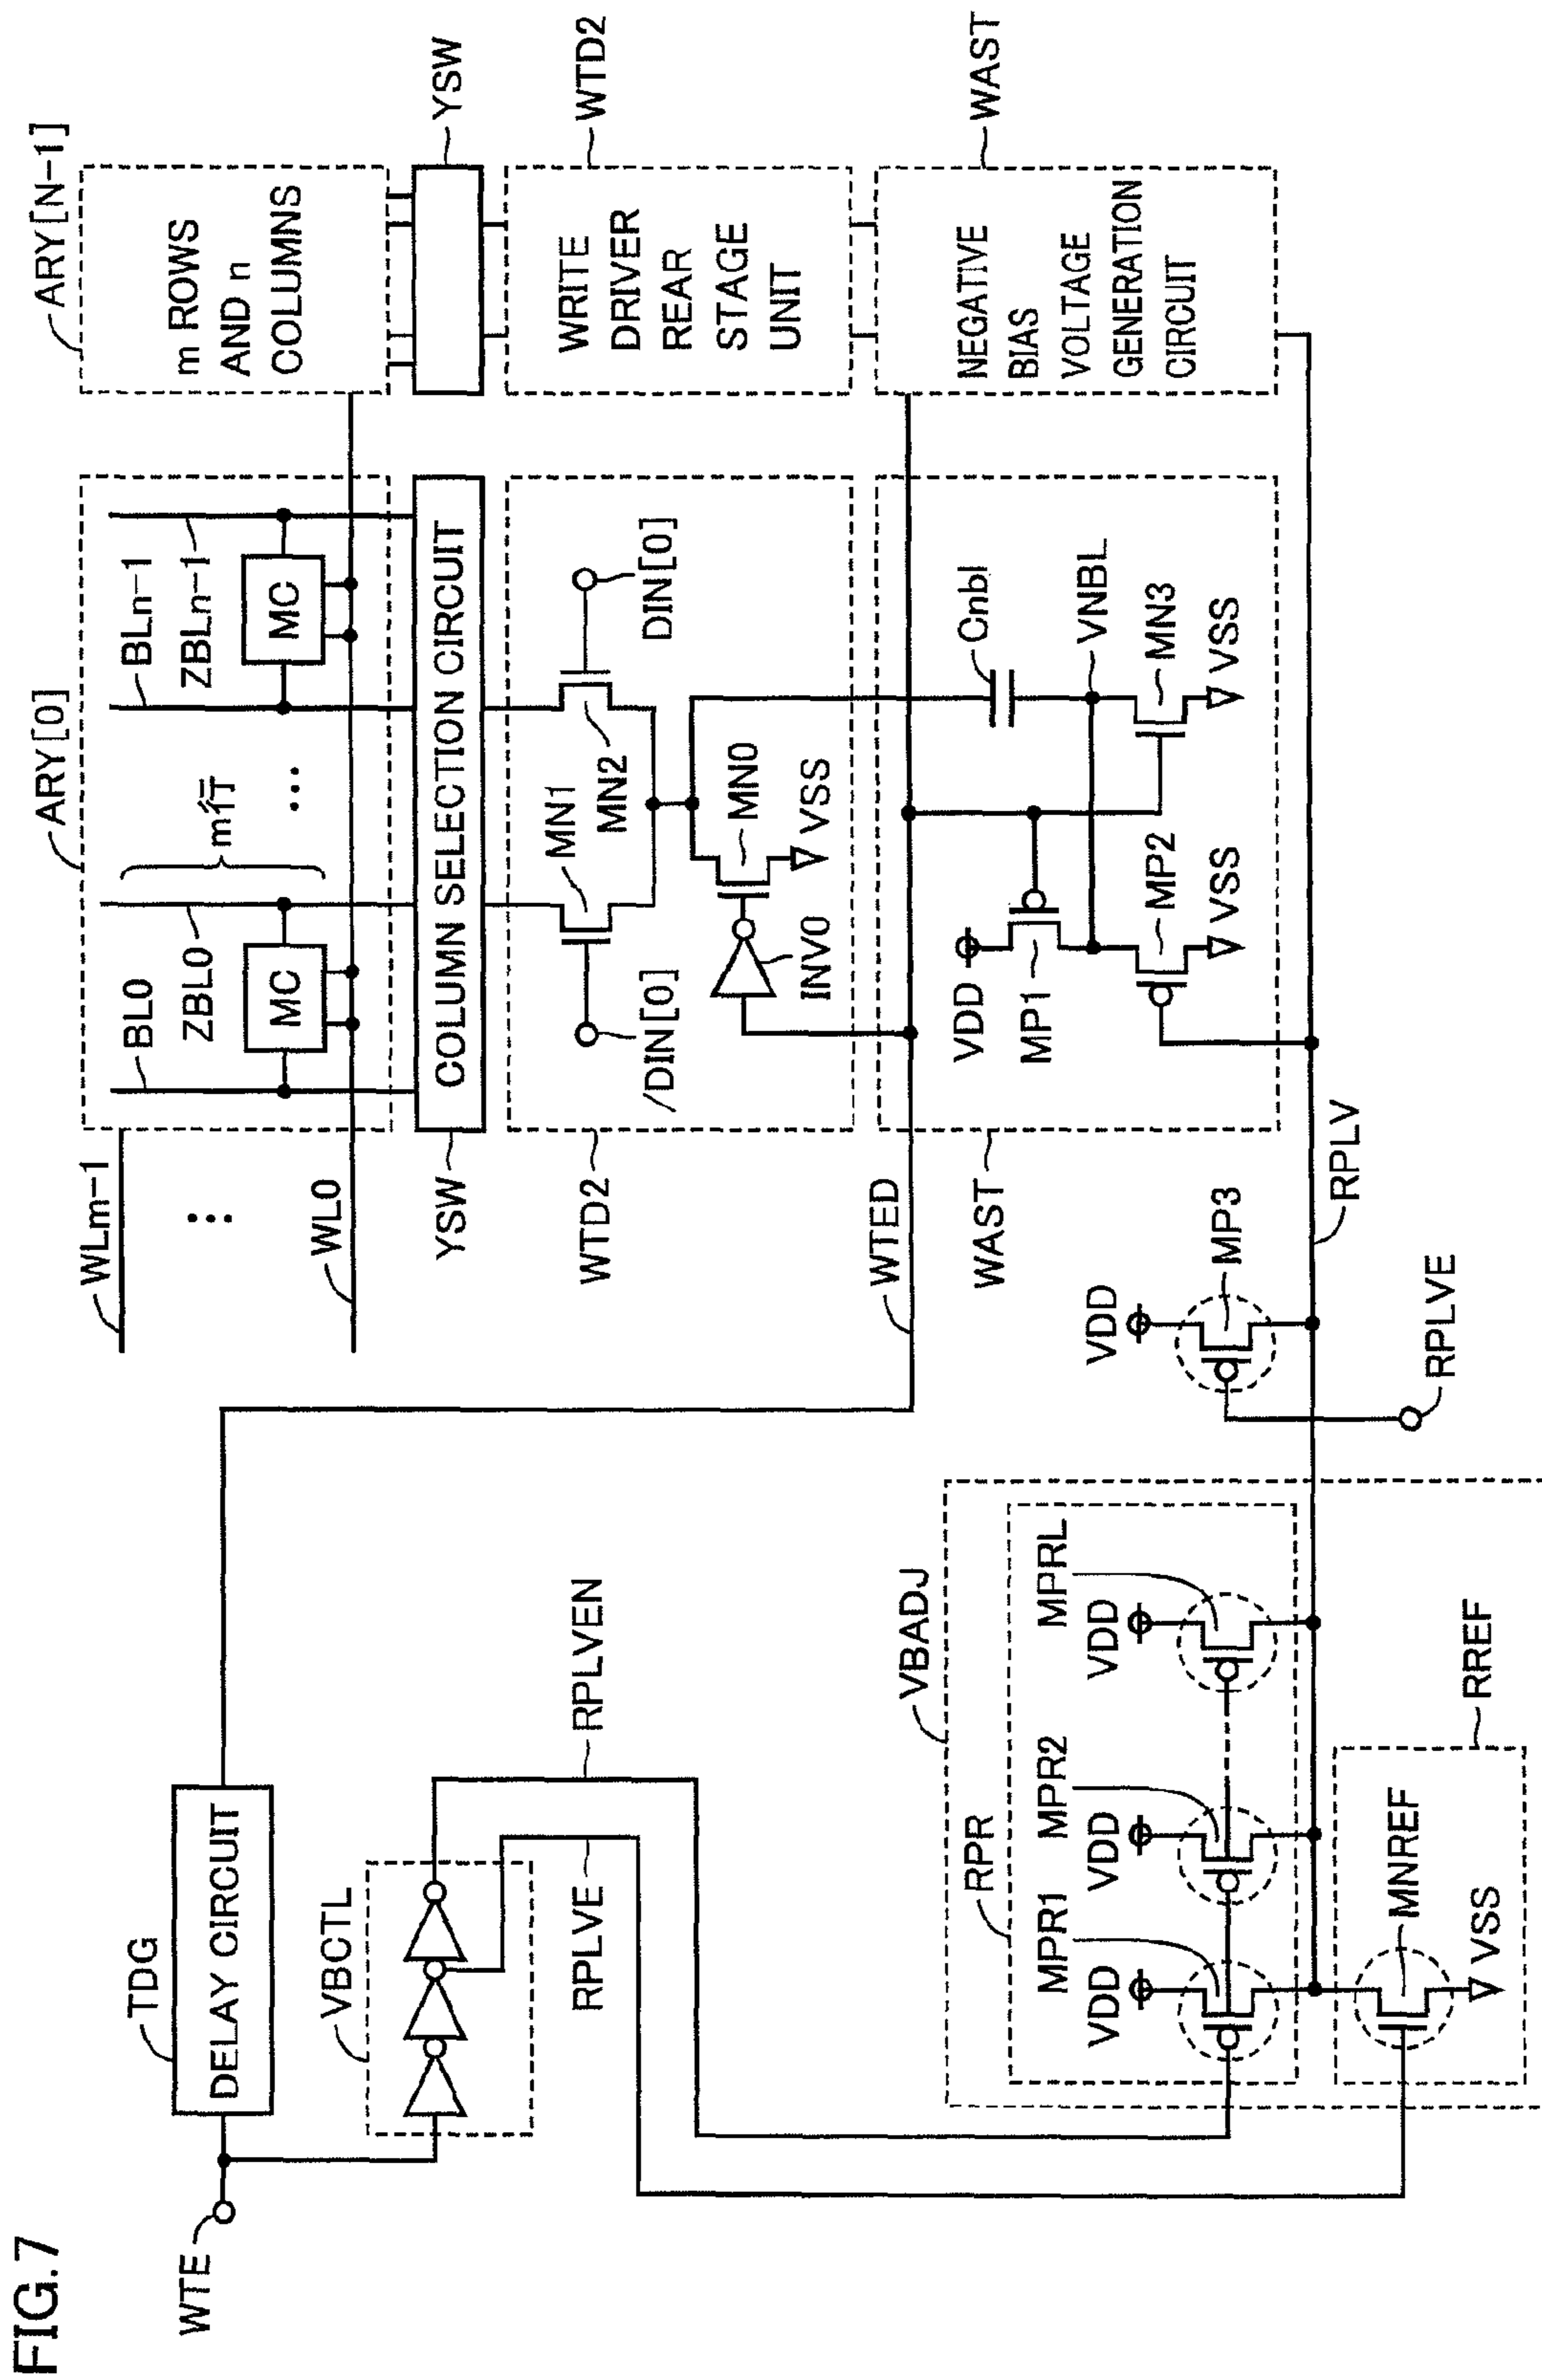 FIG.7
WTE
TDG
DELAY CIRCUIT
VBCTL
RPLVE
RPLVEN
WLm-1
WL0
ARY[0]
BL0
ZBL0
MC
m行
BLn-1
ZBLn-1
MC
ARY[N-1]
m ROWS
AND n
COLUMNS
YSW
COLUMN SELECTION CIRCUIT
YSW
WTD2
/DIN[0]
MN1
MN2
DIN[0]
INV0
MN0
VSS
WRITE
DRIVER
REAR
STAGE
UNIT
WTD2
WTED
WAST
VDD
MP1
MP2
VSS
Cnbl
VNBL
MN3
VSS
NEGATIVE
BIAS
VOLTAGE
GENERATION
CIRCUIT
WAST
VBADJ
RPR
VDD
MPR1
VDD
MPR2
VDD
MPRL
VDD
MP3
RPLV
RPLVE
MNREF
VSS
RREF